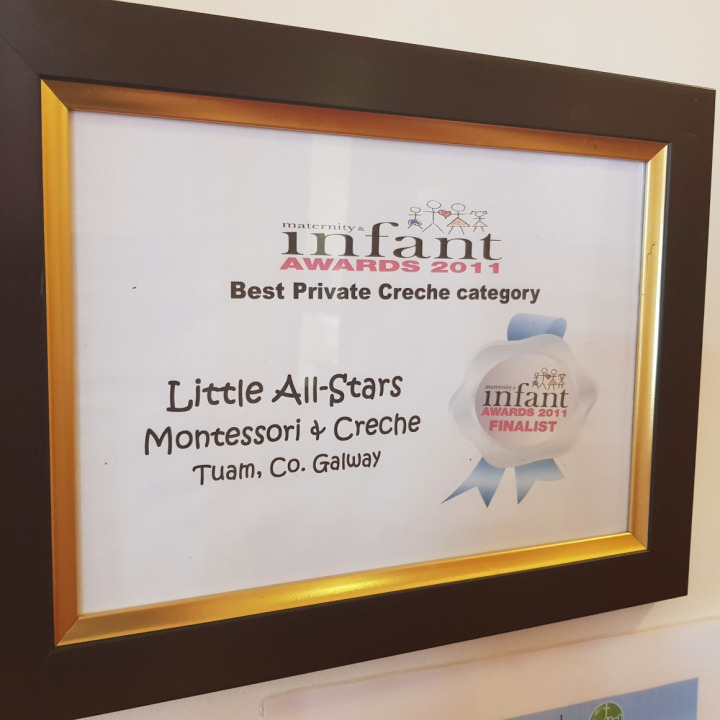 maternity &
infant
AWARDS 2011
Best Private Creche category
Little All-Stars
Montessori & Creche
Tuam, Co. Galway
maternity &
infant
AWARDS 2011
FINALIST